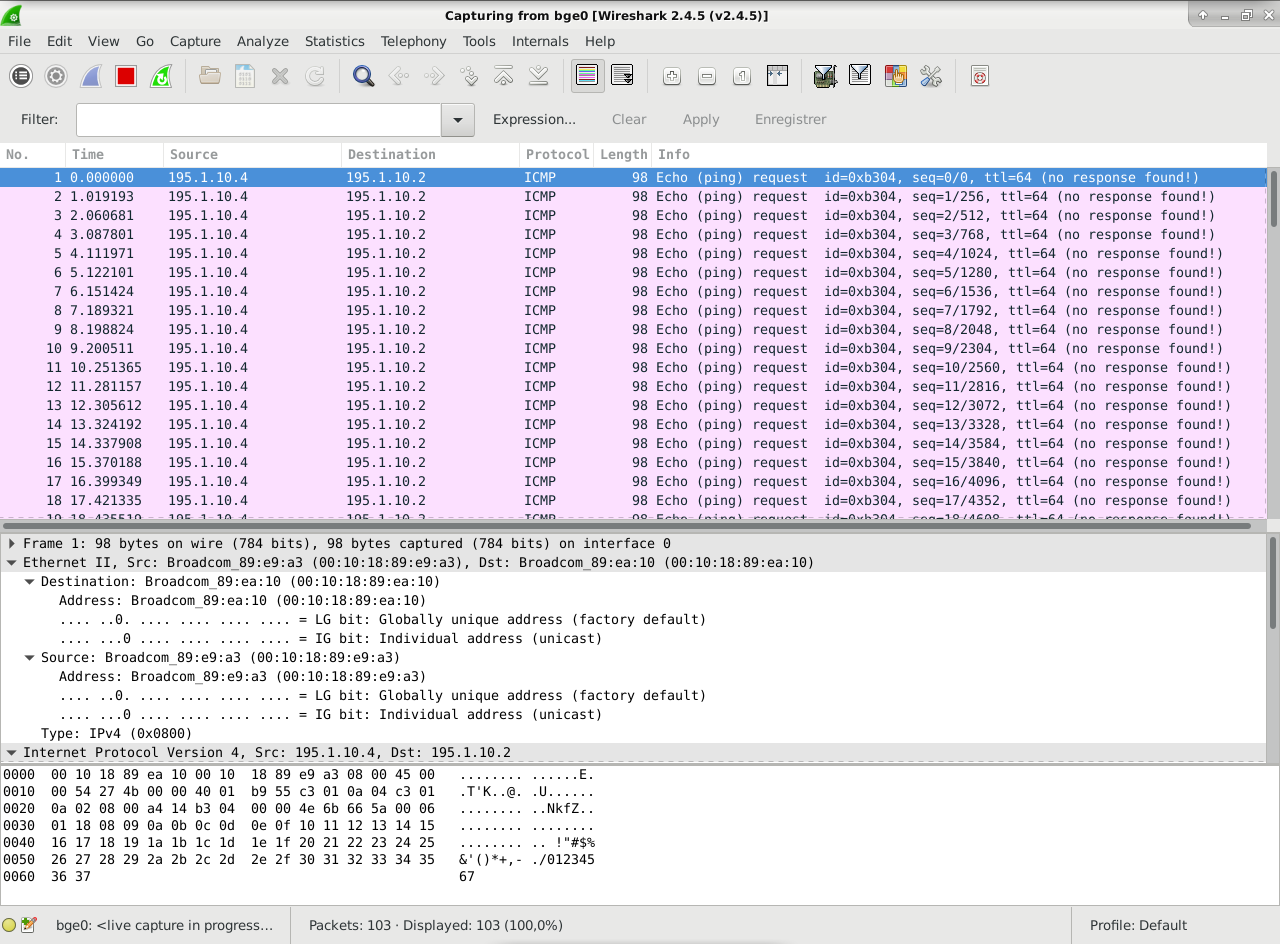 Capturing from bge0 [Wireshark 2.4.5 (v2.4.5)]
File Edit View Go Capture Analyze Statistics Telephony Tools Internals Help
Filter: Expression... Clear Apply Enregistrer
No. Time Source Destination Protocol Length Info
1 0.000000 195.1.10.4 195.1.10.2 ICMP 98 Echo (ping) request id=0xb304, seq=0/0, ttl=64 (no response found!)
2 1.019193 195.1.10.4 195.1.10.2 ICMP 98 Echo (ping) request id=0xb304, seq=1/256, ttl=64 (no response found!)
3 2.060681 195.1.10.4 195.1.10.2 ICMP 98 Echo (ping) request id=0xb304, seq=2/512, ttl=64 (no response found!)
4 3.087801 195.1.10.4 195.1.10.2 ICMP 98 Echo (ping) request id=0xb304, seq=3/768, ttl=64 (no response found!)
5 4.111971 195.1.10.4 195.1.10.2 ICMP 98 Echo (ping) request id=0xb304, seq=4/1024, ttl=64 (no response found!)
6 5.122101 195.1.10.4 195.1.10.2 ICMP 98 Echo (ping) request id=0xb304, seq=5/1280, ttl=64 (no response found!)
7 6.151424 195.1.10.4 195.1.10.2 ICMP 98 Echo (ping) request id=0xb304, seq=6/1536, ttl=64 (no response found!)
8 7.189321 195.1.10.4 195.1.10.2 ICMP 98 Echo (ping) request id=0xb304, seq=7/1792, ttl=64 (no response found!)
9 8.198824 195.1.10.4 195.1.10.2 ICMP 98 Echo (ping) request id=0xb304, seq=8/2048, ttl=64 (no response found!)
10 9.200511 195.1.10.4 195.1.10.2 ICMP 98 Echo (ping) request id=0xb304, seq=9/2304, ttl=64 (no response found!)
11 10.251365 195.1.10.4 195.1.10.2 ICMP 98 Echo (ping) request id=0xb304, seq=10/2560, ttl=64 (no response found!)
12 11.281157 195.1.10.4 195.1.10.2 ICMP 98 Echo (ping) request id=0xb304, seq=11/2816, ttl=64 (no response found!)
13 12.305612 195.1.10.4 195.1.10.2 ICMP 98 Echo (ping) request id=0xb304, seq=12/3072, ttl=64 (no response found!)
14 13.324192 195.1.10.4 195.1.10.2 ICMP 98 Echo (ping) request id=0xb304, seq=13/3328, ttl=64 (no response found!)
15 14.337908 195.1.10.4 195.1.10.2 ICMP 98 Echo (ping) request id=0xb304, seq=14/3584, ttl=64 (no response found!)
16 15.370188 195.1.10.4 195.1.10.2 ICMP 98 Echo (ping) request id=0xb304, seq=15/3840, ttl=64 (no response found!)
17 16.399349 195.1.10.4 195.1.10.2 ICMP 98 Echo (ping) request id=0xb304, seq=16/4096, ttl=64 (no response found!)
18 17.421335 195.1.10.4 195.1.10.2 ICMP 98 Echo (ping) request id=0xb304, seq=17/4352, ttl=64 (no response found!)
Frame 1: 98 bytes on wire (784 bits), 98 bytes captured (784 bits) on interface 0
Ethernet II, Src: Broadcom_89:e9:a3 (00:10:18:89:e9:a3), Dst: Broadcom_89:ea:10 (00:10:18:89:ea:10)
Destination: Broadcom_89:ea:10 (00:10:18:89:ea:10)
Address: Broadcom_89:ea:10 (00:10:18:89:ea:10)
.... ..0. .... .... .... .... = LG bit: Globally unique address (factory default)
.... ...0 .... .... .... .... = IG bit: Individual address (unicast)
Source: Broadcom_89:e9:a3 (00:10:18:89:e9:a3)
Address: Broadcom_89:e9:a3 (00:10:18:89:e9:a3)
.... ..0. .... .... .... .... = LG bit: Globally unique address (factory default)
.... ...0 .... .... .... .... = IG bit: Individual address (unicast)
Type: IPv4 (0x0800)
Internet Protocol Version 4, Src: 195.1.10.4, Dst: 195.1.10.2
0000 00 10 18 89 ea 10 00 10 18 89 e9 a3 08 00 45 00 ........ ......E.
0010 00 54 27 4b 00 00 40 01 b9 55 c3 01 0a 04 c3 01 .T'K..@. .U......
0020 0a 02 08 00 a4 14 b3 04 00 00 4e 6b 66 5a 00 06 ........ ..NkfZ..
0030 01 18 08 09 0a 0b 0c 0d 0e 0f 10 11 12 13 14 15 ........ ........
0040 16 17 18 19 1a 1b 1c 1d 1e 1f 20 21 22 23 24 25 ........ .. !"#$%
0050 26 27 28 29 2a 2b 2c 2d 2e 2f 30 31 32 33 34 35 &'()*+,- ./012345
0060 36 37 67
bge0: <live capture in progress... Packets: 103 · Displayed: 103 (100,0%) Profile: Default